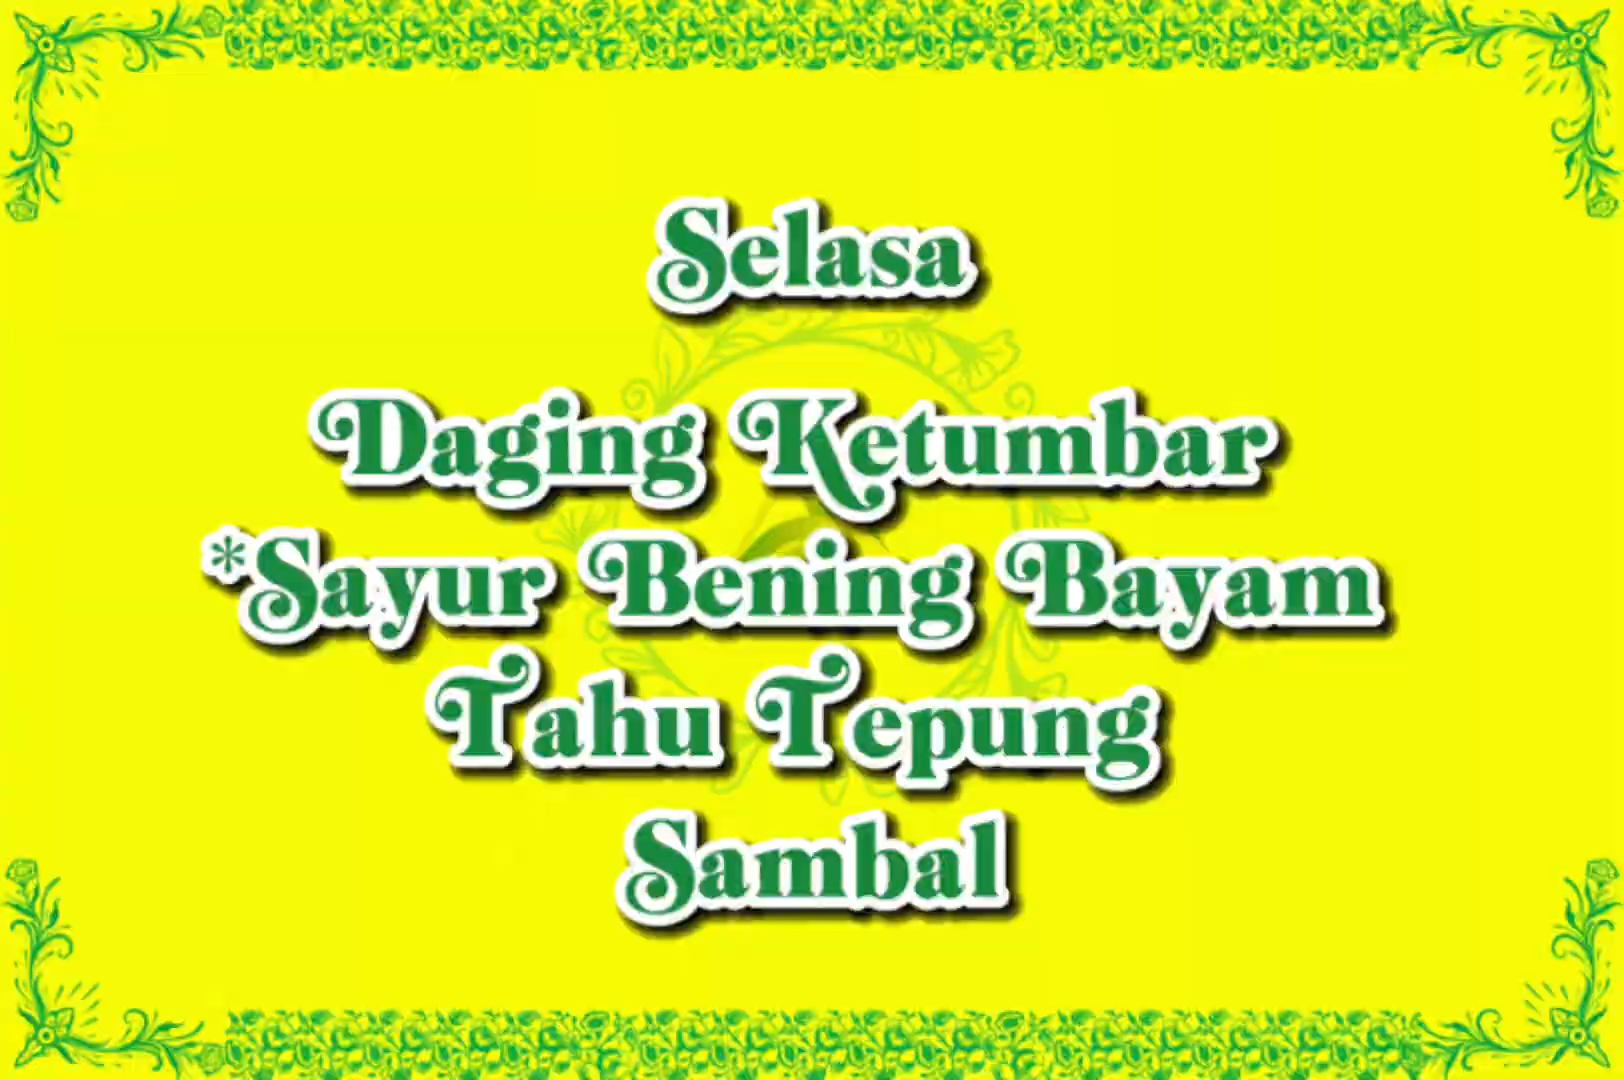 Selasa
Daging Ketumbar
*Sayur Bening Bayam
Tahu Tepung
Sambal